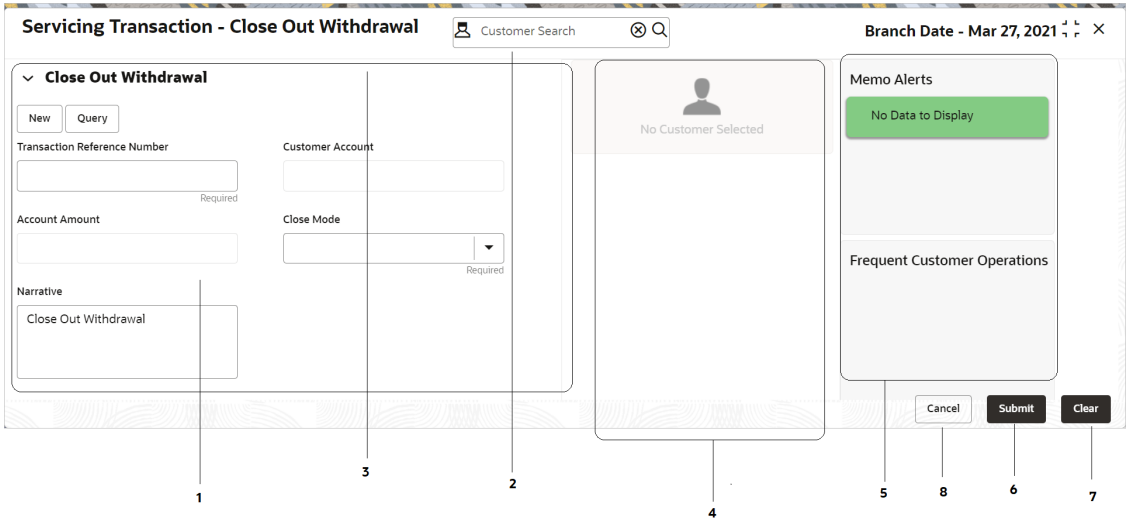 Servicing Transaction - Close Out Withdrawal
Customer Search
Branch Date - Mar 27, 2021
Close Out Withdrawal
New
Query
Transaction Reference Number
Customer Account
Required
Account Amount
Close Mode
Required
Narrative
Close Out Withdrawal
No Customer Selected
Memo Alerts
No Data to Display
Frequent Customer Operations
Cancel
Submit
Clear
1
3
2
4
5
8
6
7